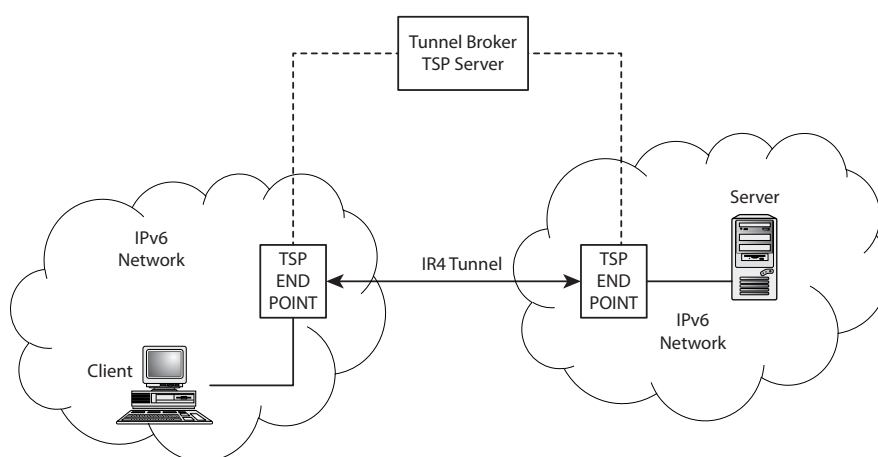 Tunnel Broker
TSP Server
IPv6
Network
TSP
END
POINT
IR4 Tunnel
TSP
END
POINT
Server
IPv6
Network
Client